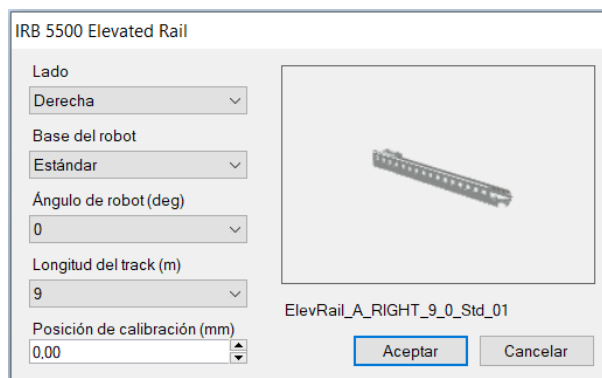 IRB 5500 Elevated Rail
Lado
Derecha
Base del robot
Estándar
Ángulo de robot (deg)
0
Longitud del track (m)
9
Posición de calibración (mm)
0,00
ElevRail_A_RIGHT_9_0_Std_01
Aceptar
Cancelar